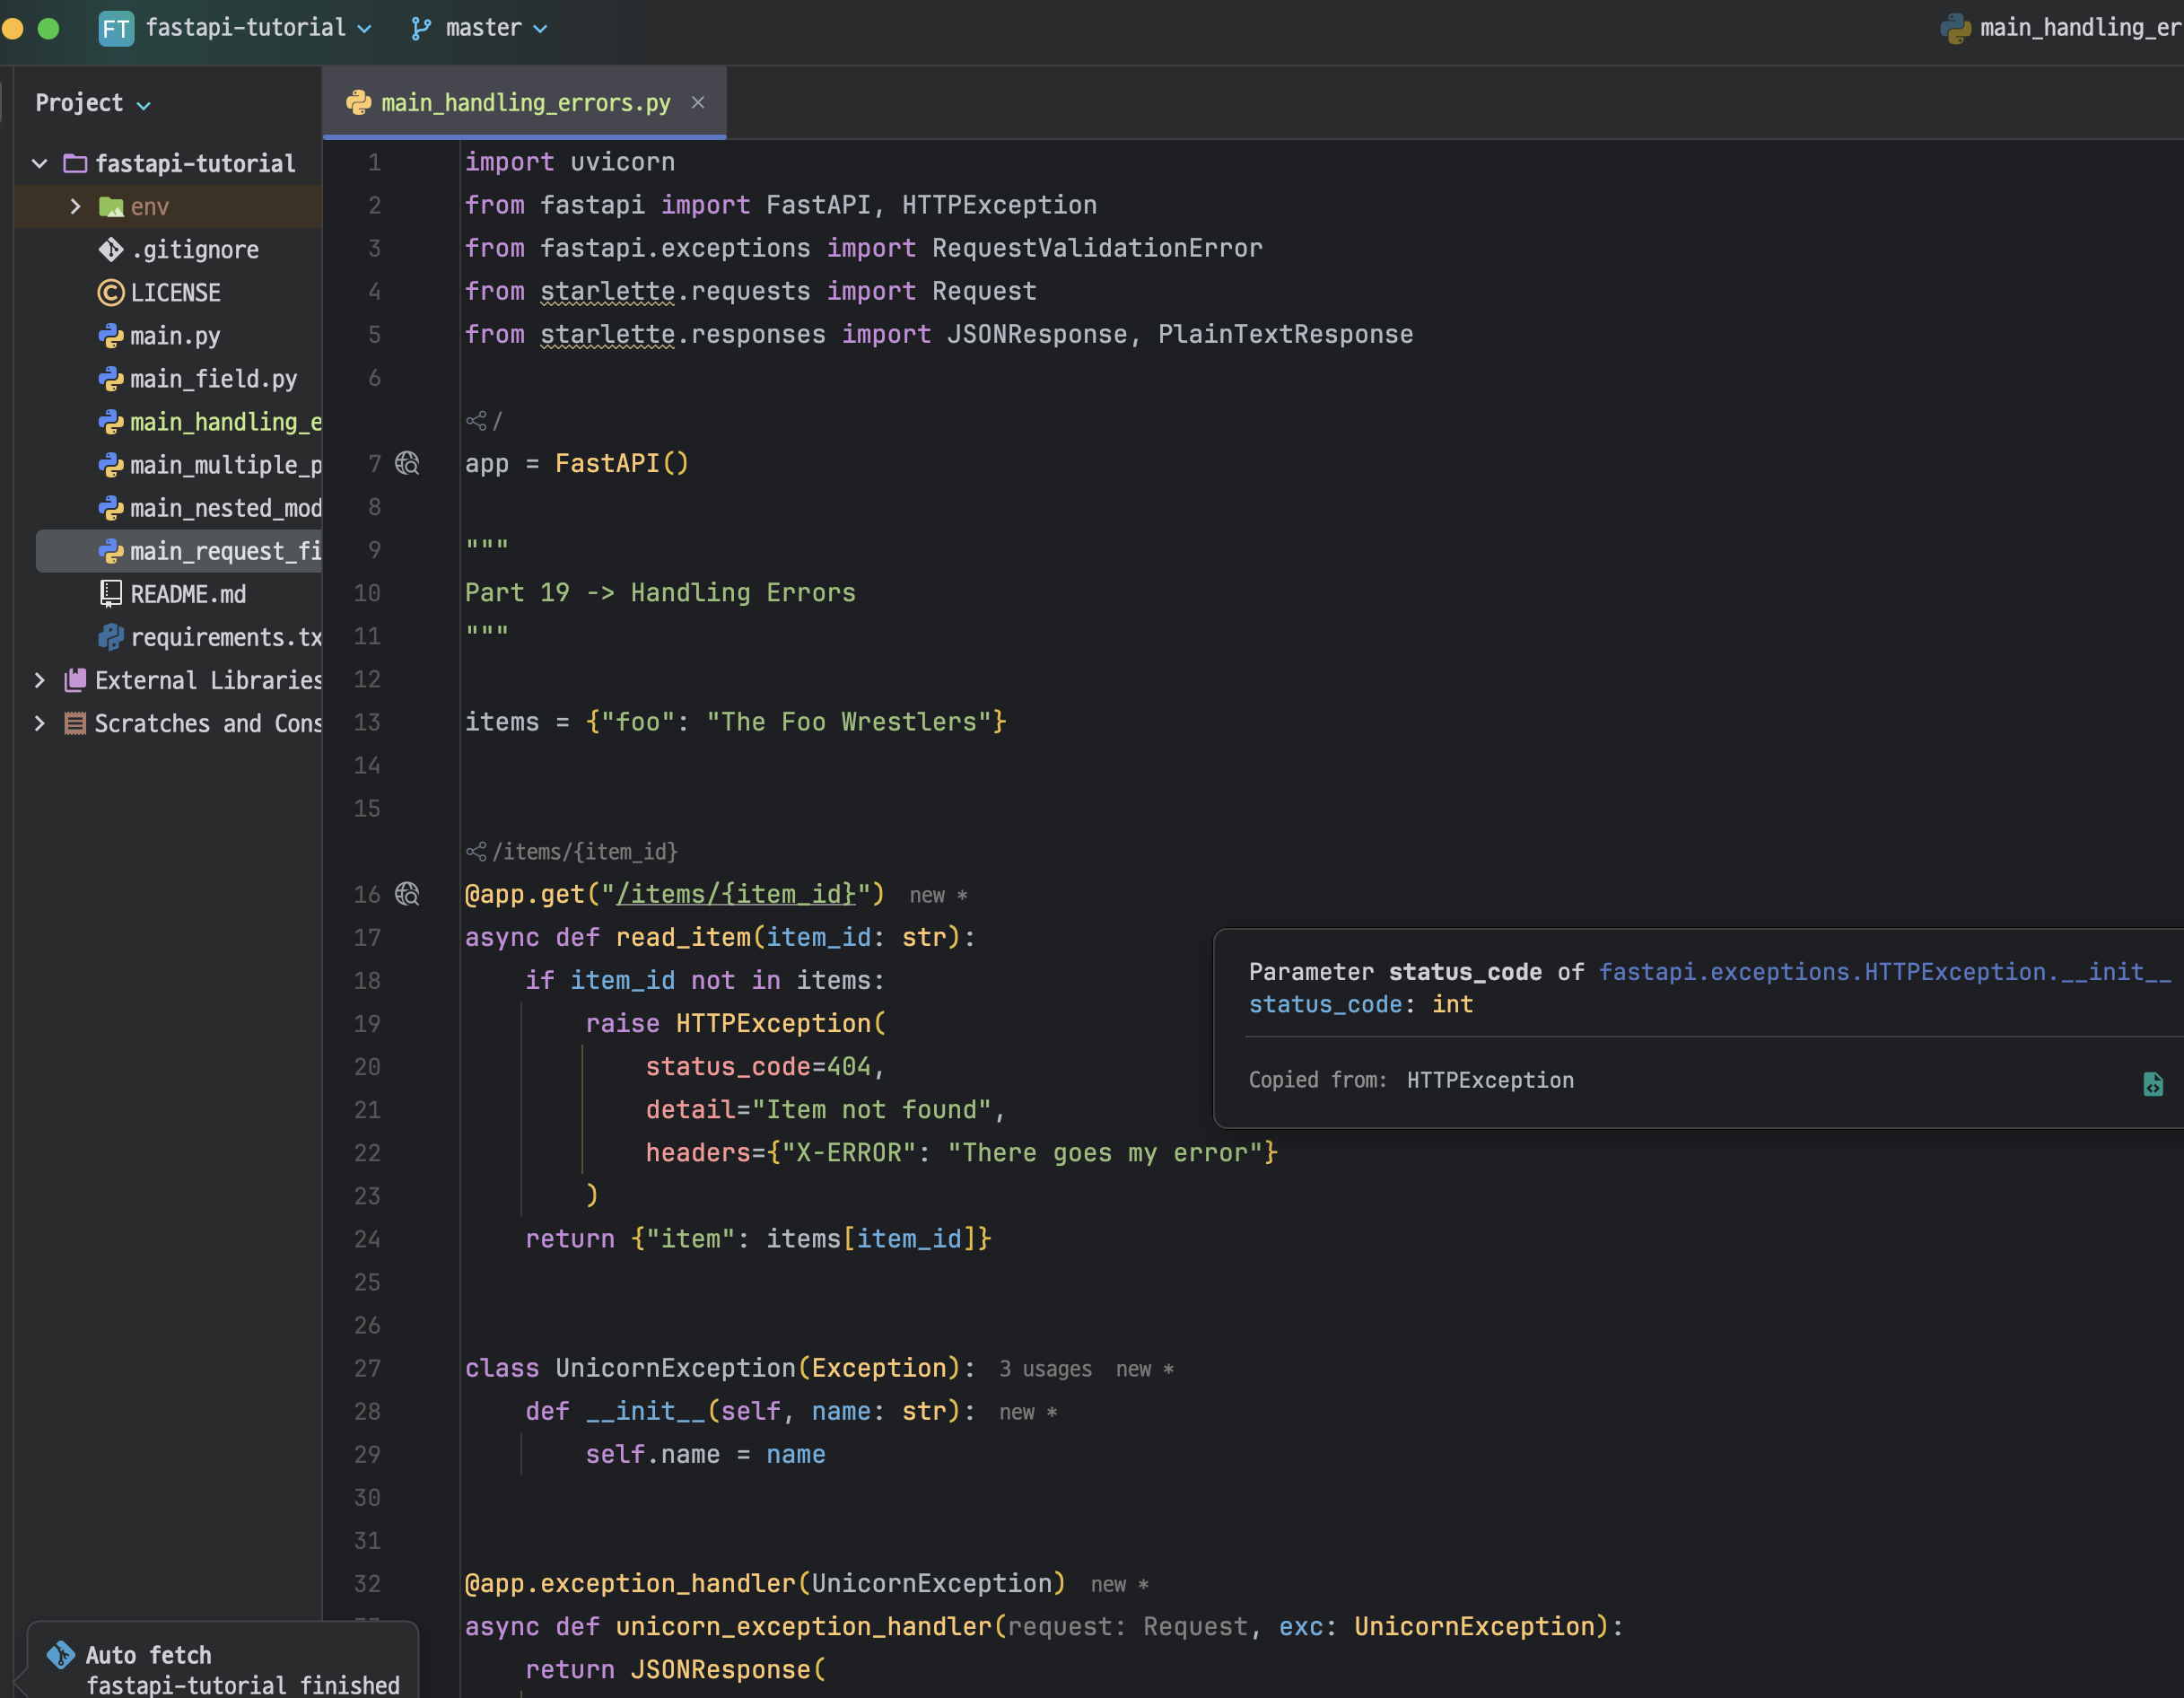 FT fastapi-tutorial master main_handling_er
Project
main_handling_errors.py
fastapi-tutorial
env
.gitignore
LICENSE
main.py
main_field.py
main_handling_e
main_multiple_p
main_nested_mod
main_request_fi
README.md
requirements.tx
External Libraries
Scratches and Cons
1 import uvicorn
2 from fastapi import FastAPI, HTTPException
3 from fastapi.exceptions import RequestValidationError
4 from starlette.requests import Request
5 from starlette.responses import JSONResponse, PlainTextResponse
6
/
7 app = FastAPI()
8
9 """
10 Part 19 -> Handling Errors
11 """
12
13 items = {"foo": "The Foo Wrestlers"}
14
15
/items/{item_id}
16 @app.get("/items/{item_id}") new *
17 async def read_item(item_id: str):
18 if item_id not in items:
19 raise HTTPException(
20 status_code=404,
21 detail="Item not found",
22 headers={"X-ERROR": "There goes my error"}
23 )
24 return {"item": items[item_id]}
25
26
27 class UnicornException(Exception): 3 usages new *
28 def __init__(self, name: str): new *
29 self.name = name
30
31
32 @app.exception_handler(UnicornException) new *
async def unicorn_exception_handler(request: Request, exc: UnicornException):
return JSONResponse(
Parameter status_code of fastapi.exceptions.HTTPException.__init__
status_code: int
Copied from: HTTPException
Auto fetch
fastapi-tutorial finished